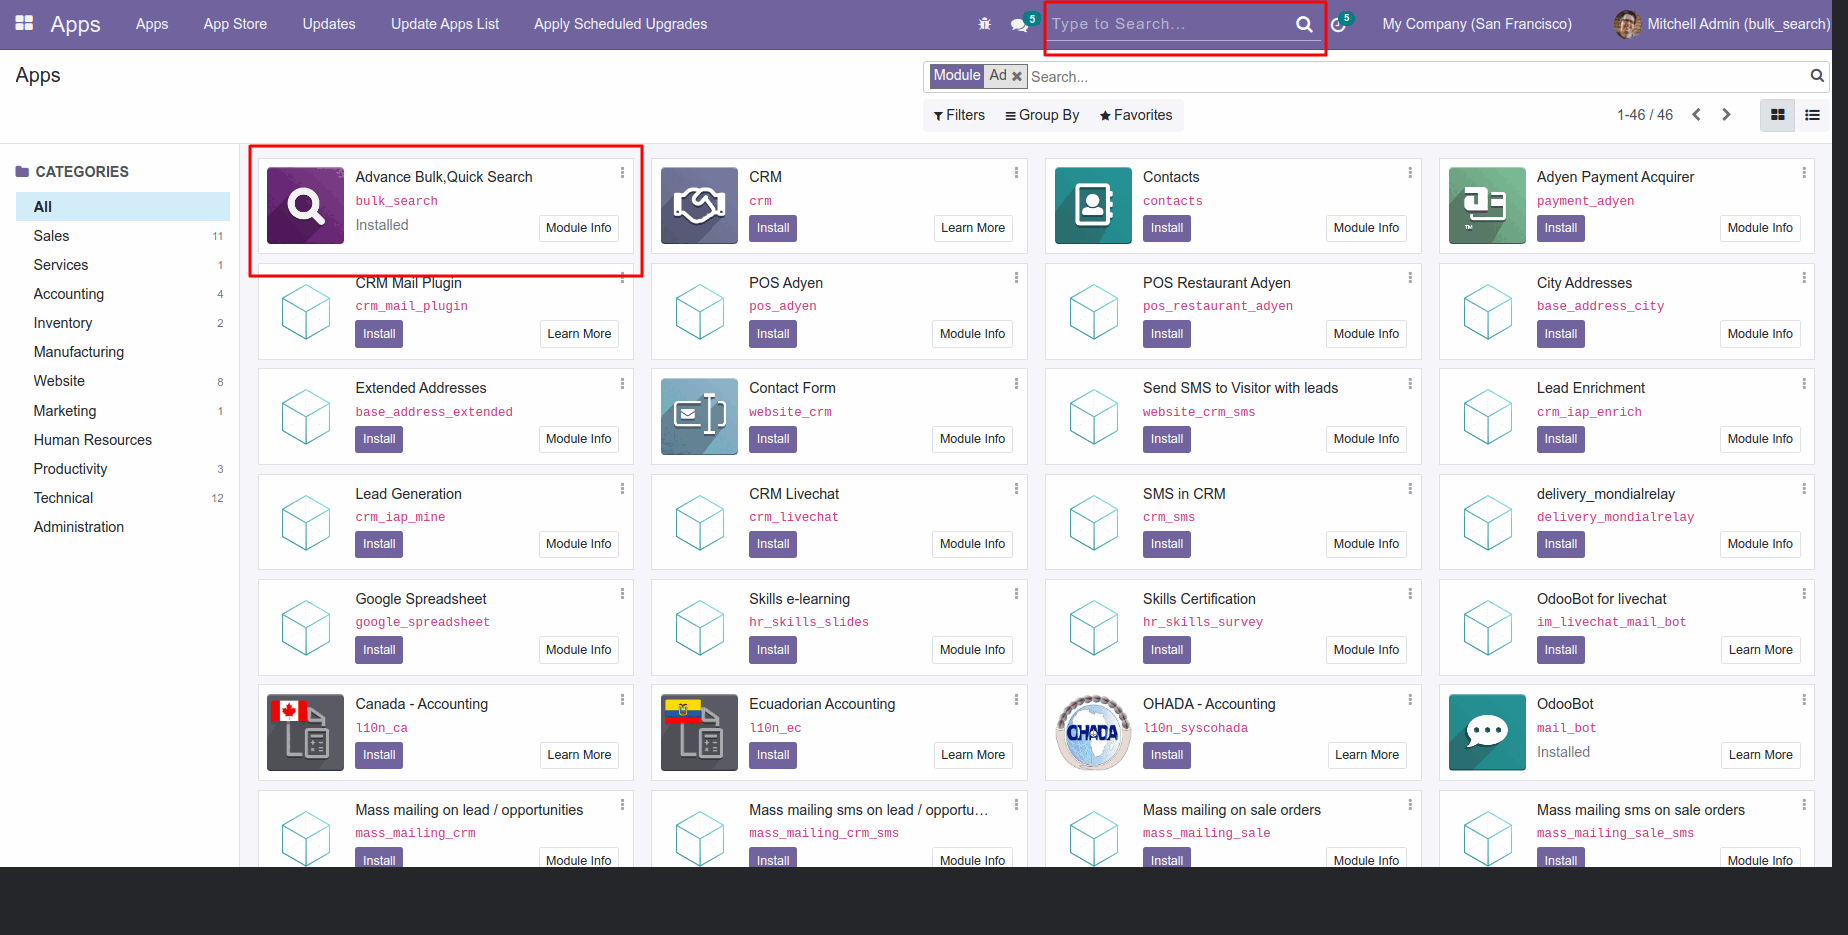 Apps
Apps
App Store
Updates
Update Apps List
Apply Scheduled Upgrades
5
Type to Search...
5
My Company (San Francisco)
Mitchell Admin (bulk_search)
Apps
Module Ad Search...
Filters
Group By
Favorites
1-46 / 46
CATEGORIES
All
Sales 11
Services 1
Accounting 4
Inventory 2
Manufacturing
Website 8
Marketing 1
Human Resources
Productivity 3
Technical 12
Administration
Advance Bulk,Quick Search
bulk_search
Installed
Module Info
CRM
crm
Install
Learn More
Contacts
contacts
Install
Module Info
Adyen Payment Acquirer
payment_adyen
Install
Module Info
TM
CRM Mail Plugin
crm_mail_plugin
Install
Learn More
POS Adyen
pos_adyen
Install
Module Info
POS Restaurant Adyen
pos_restaurant_adyen
Install
Module Info
City Addresses
base_address_city
Install
Module Info
Extended Addresses
base_address_extended
Install
Module Info
Contact Form
website_crm
Install
Module Info
Send SMS to Visitor with leads
website_crm_sms
Install
Module Info
Lead Enrichment
crm_iap_enrich
Install
Module Info
Lead Generation
crm_iap_mine
Install
Module Info
CRM Livechat
crm_livechat
Install
Module Info
SMS in CRM
crm_sms
Install
Module Info
delivery_mondialrelay
delivery_mondialrelay
Install
Module Info
Google Spreadsheet
google_spreadsheet
Install
Module Info
Skills e-learning
hr_skills_slides
Install
Module Info
Skills Certification
hr_skills_survey
Install
Module Info
OdooBot for livechat
im_livechat_mail_bot
Install
Learn More
Canada - Accounting
l10n_ca
Install
Learn More
Ecuadorian Accounting
l10n_ec
Install
Learn More
OHADA
OHADA - Accounting
l10n_syscohada
Install
Learn More
OdooBot
mail_bot
Installed
Learn More
Mass mailing on lead / opportunities
mass_mailing_crm
Install
Module Info
Mass mailing sms on lead / opportu...
mass_mailing_crm_sms
Install
Module Info
Mass mailing on sale orders
mass_mailing_sale
Install
Module Info
Mass mailing sms on sale orders
mass_mailing_sale_sms
Install
Module Info